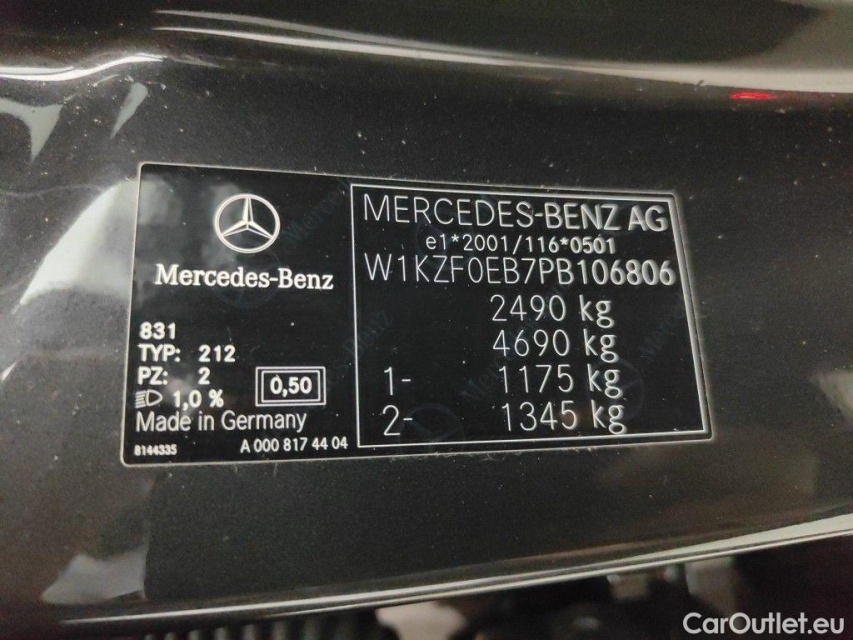 Mercedes-Benz
831
TYP: 212
PZ: 2
1,0 %
0,50
Made in Germany
8144335
A 000 817 44 04
MERCEDES-BENZ AG
e1*2001/116*0501
W1KZF0EB7PB106806
2490 kg
4690 kg
1- 1175 kg
2- 1345 kg
CarOutlet.eu